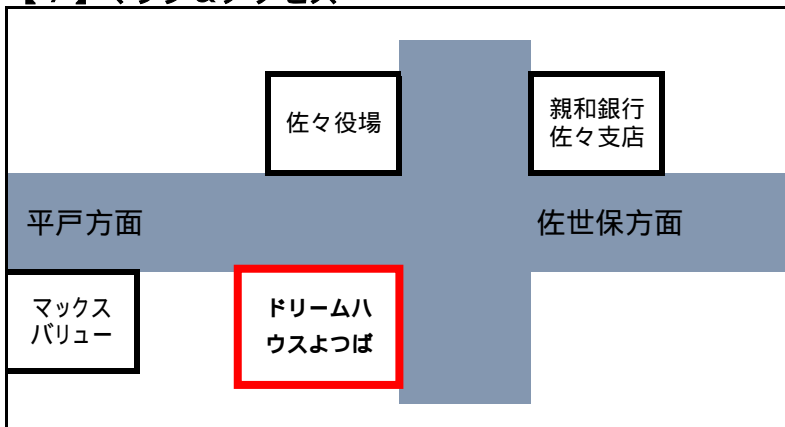 佐々役場
親和銀行
佐々支店
平戸方面
佐世保方面
マックス
バリュー
ドリームハ
ウスよつば